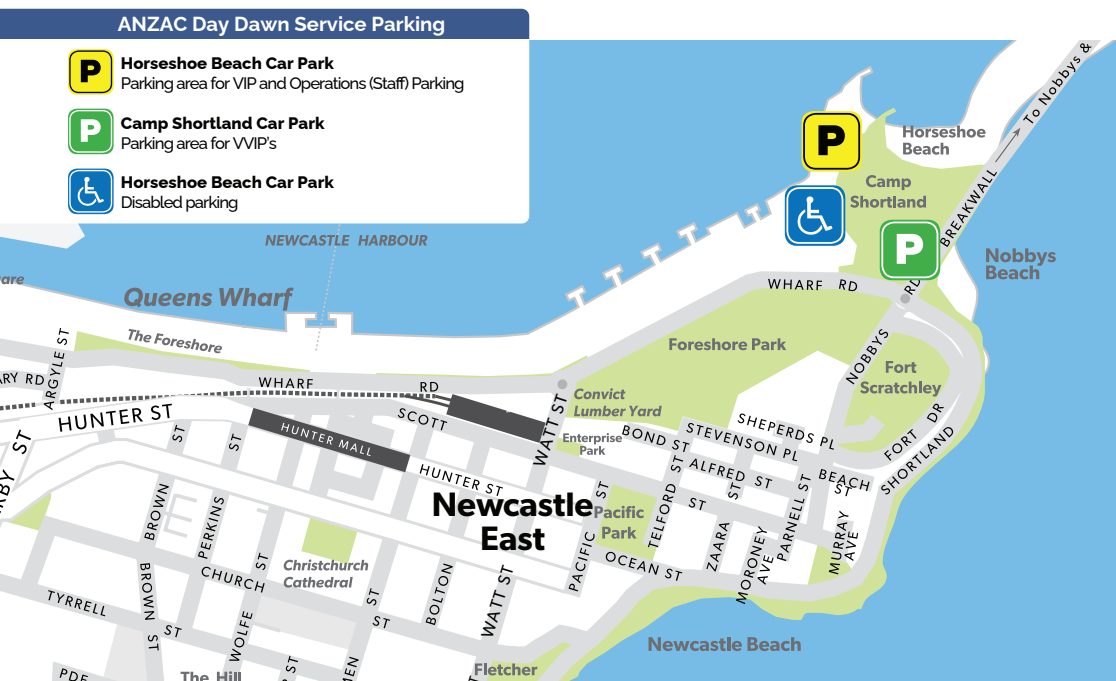 ANZAC Day Dawn Service Parking
P
Horseshoe Beach Car Park
Parking area for VIP and Operations (Staff) Parking
P
Camp Shortland Car Park
Parking area for VVIP's
Horseshoe Beach Car Park
Disabled parking
To Nobbys &
P
Horseshoe
Beach
Camp
Shortland
BREAKWALL
P
NEWCASTLE HARBOUR
Nobbys
Beach
Queens Wharf
WHARF RD
RD
The Foreshore
Foreshore Park
NOBBYS
Fort
Scratchley
ARGYLE ST
WHARF RD
Convict
Lumber Yard
HUNTER ST
SCOTT
WATT ST
Enterprise
Park
BOND ST
SHEPERDS PL
STEVENSON PL
FORT DR
SHORTLAND
ST
ST
ST
HUNTER MALL
HUNTER ST
ALFRED ST
BEACH
ST
Newcastle
East
Pacific
Park
PACIFIC ST
TELFORD ST
ST
ZAARA ST
PARNELL ST
MORONEY
AVE
MURRAY
AVE
BROWN
PERKINS
ST
Christchurch
Cathedral
OCEAN ST
CHURCH
ST
TYRRELL
ST
BROWN ST
WOLFE
ST
BOLTON
WATT ST
Newcastle Beach
Fletcher
The Hill
ST